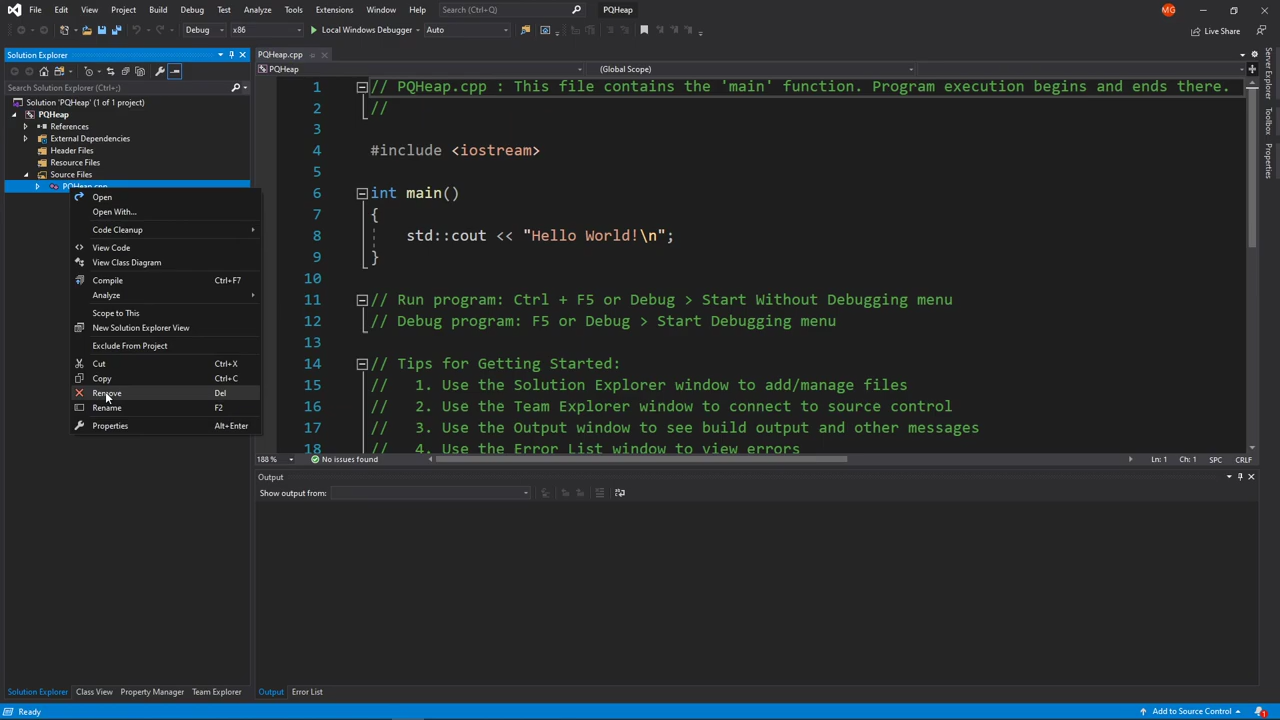 File Edit View Project Build Debug Test Analyze Tools Extensions Window Help Search (Ctrl+Q) PQHeap MG
Debug x86 Local Windows Debugger Auto Live Share
Solution Explorer
Search Solution Explorer (Ctrl+;)
Solution 'PQHeap' (1 of 1 project)
PQHeap
References
External Dependencies
Header Files
Resource Files
Source Files
PQHeap.cpp
Open
Open With...
Code Cleanup
View Code
View Class Diagram
Compile Ctrl+F7
Analyze
Scope to This
New Solution Explorer View
Exclude From Project
Cut Ctrl+X
Copy Ctrl+C
Remove Del
Rename F2
Properties Alt+Enter
Solution Explorer Class View Property Manager Team Explorer
PQHeap.cpp
PQHeap (Global Scope)
1 // PQHeap.cpp : This file contains the 'main' function. Program execution begins and ends there.
2 //
3
4 #include <iostream>
5
6 int main()
7 {
8 std::cout << "Hello World!\n";
9 }
10
11 // Run program: Ctrl + F5 or Debug > Start Without Debugging menu
12 // Debug program: F5 or Debug > Start Debugging menu
13
14 // Tips for Getting Started:
15 // 1. Use the Solution Explorer window to add/manage files
16 // 2. Use the Team Explorer window to connect to source control
17 // 3. Use the Output window to see build output and other messages
18 // 4. Use the Error List window to view errors
188 % No issues found Ln: 1 Ch: 1 SPC CRLF
Output
Show output from:
Output Error List
Server Explorer
Toolbox
Properties
Ready Add to Source Control 1